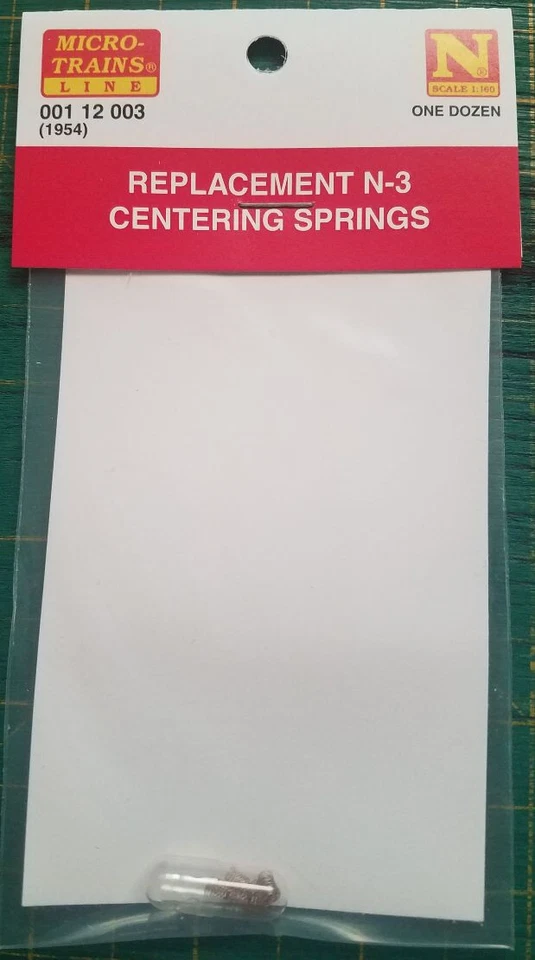 MICRO-
TRAINS®
LINE
001 12 003
(1954)
N®
SCALE 1:160
ONE DOZEN
REPLACEMENT N-3
CENTERING SPRINGS